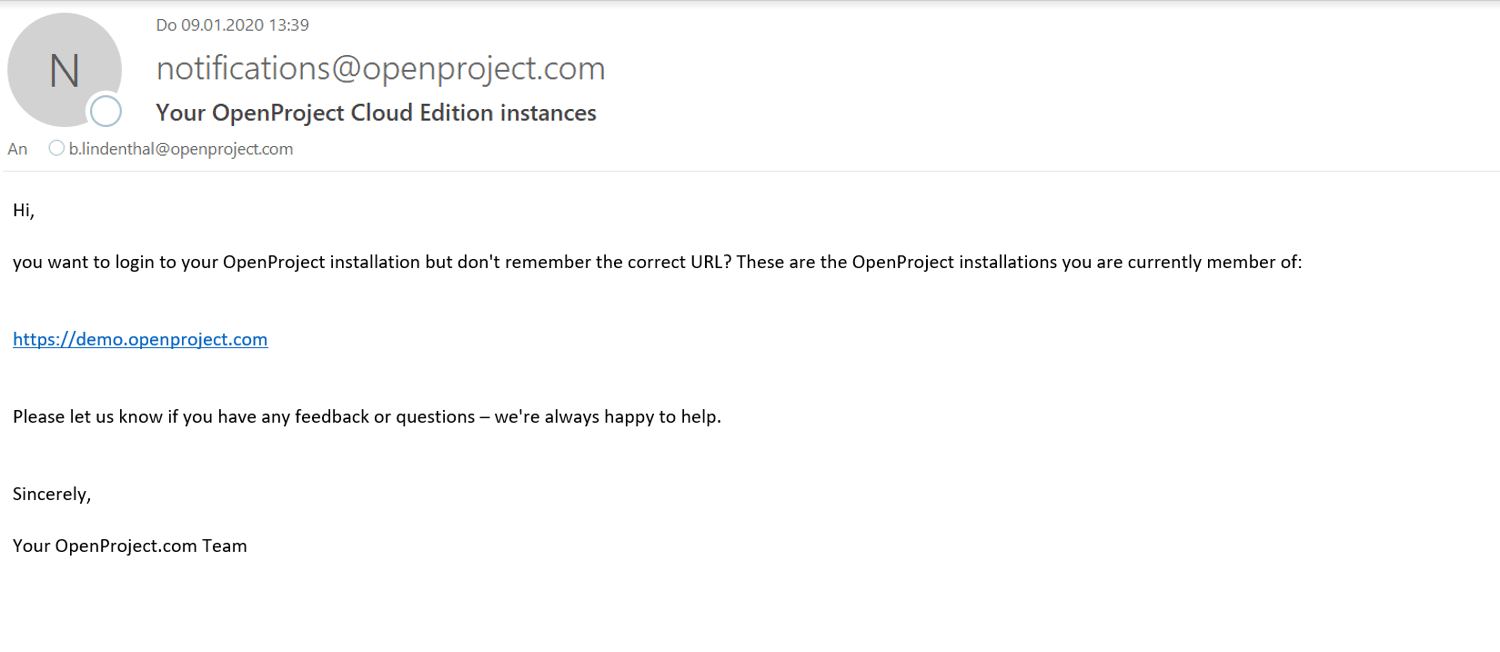 N
Do 09.01.2020 13:39
notifications@openproject.com
Your OpenProject Cloud Edition instances
An b.lindenthal@openproject.com
Hi,
you want to login to your OpenProject installation but don't remember the correct URL? These are the OpenProject installations you are currently member of:
https://demo.openproject.com
Please let us know if you have any feedback or questions – we're always happy to help.
Sincerely,
Your OpenProject.com Team